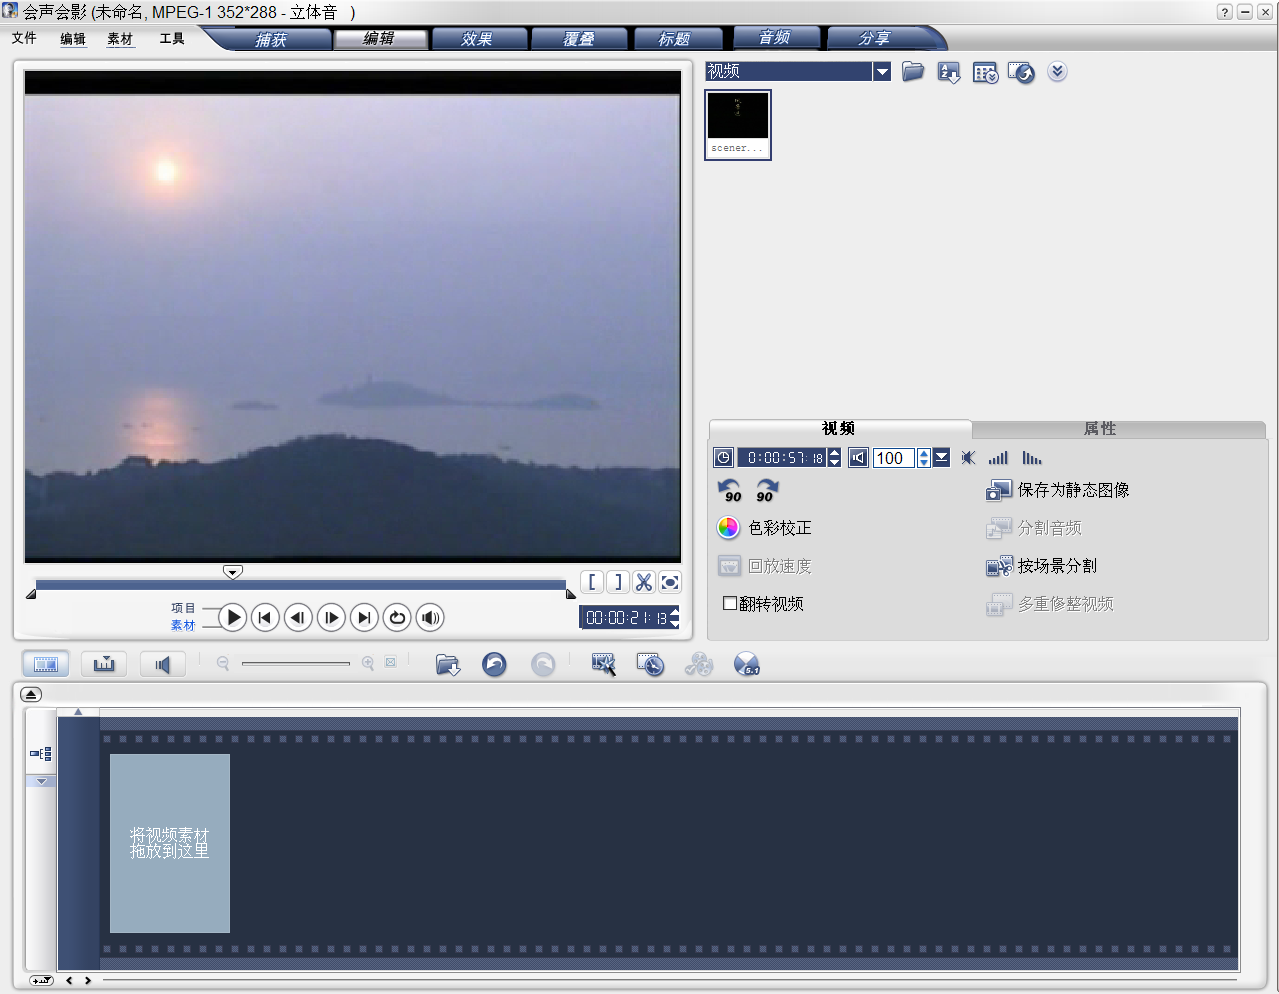 会声会影 (未命名, MPEG-1 352*288 - 立体音 )
文件 编辑 素材 工具
捕获 编辑 效果 覆叠 标题 音频 分享
视频
scener...
视频 属性
0:00:57:18 100
90 90 保存为静态图像
色彩校正 分割音频
回放速度 按场景分割
翻转视频 多重修整视频
项目
素材
00:00:21:13
5.1
将视频素材
拖放到这里